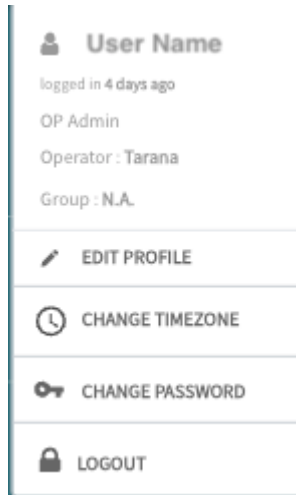 User Name
logged in 4 days ago
OP Admin
Operator : Tarana
Group : N.A.
EDIT PROFILE
CHANGE TIMEZONE
CHANGE PASSWORD
LOGOUT